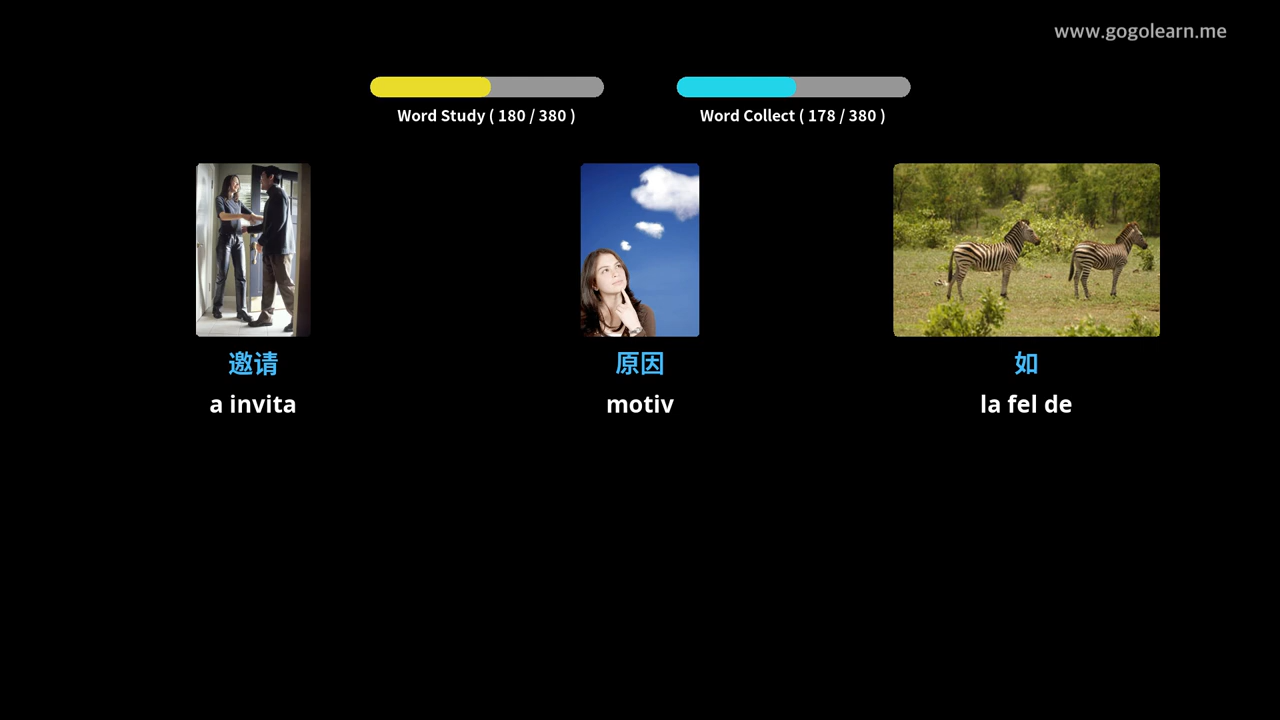 www.gogolearn.me
Word Study ( 180 / 380 )
Word Collect ( 178 / 380 )
邀请
原因
如
a invita
motiv
la fel de